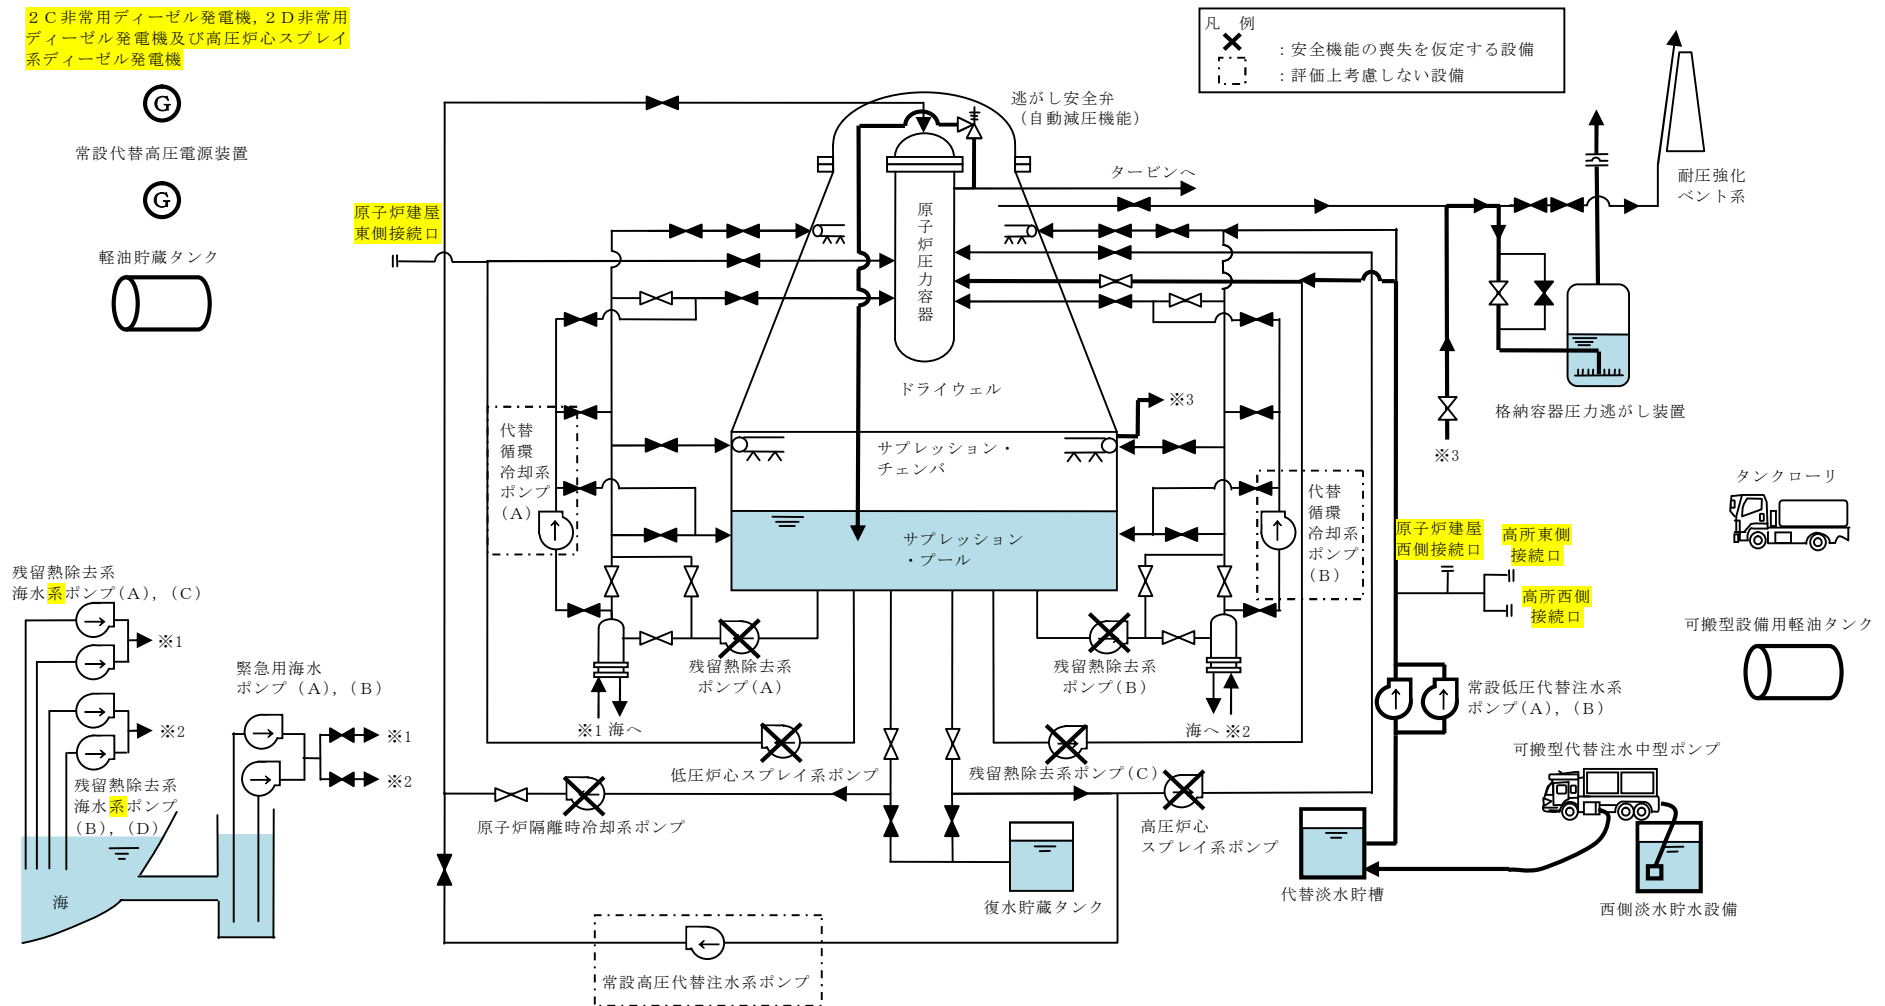 ２Ｃ非常用ディーゼル発電機，２Ｄ非常用
ディーゼル発電機及び高圧炉心スプレイ
系ディーゼル発電機
G
常設代替高圧電源装置
G
軽油貯蔵タンク
凡　例
：安全機能の喪失を仮定する設備
：評価上考慮しない設備
逃がし安全弁
（自動減圧機能）
タービンへ
耐圧強化
ベント系
原子炉建屋
東側接続口
原子炉圧力容器
ドライウェル
※3
格納容器圧力逃がし装置
※3
代替
循環
冷却系
ポンプ
（A）
サプレッション・
チェンバ
サプレッション
・プール
代替
循環
冷却系
ポンプ
（B）
原子炉建屋
西側接続口
高所東側
接続口
高所西側
接続口
タンクローリ
可搬型設備用軽油タンク
残留熱除去系
海水系ポンプ(A)，（C）
※1
※2
残留熱除去系
海水系ポンプ
（B），（D）
緊急用海水
ポンプ（A），（B）
※1
※2
海
残留熱除去系
ポンプ(A)
残留熱除去系
ポンプ(B)
※1 海へ
海へ ※2
低圧炉心スプレイ系ポンプ
残留熱除去系ポンプ(C)
原子炉隔離時冷却系ポンプ
高圧炉心
スプレイ系ポンプ
常設低圧代替注水系
ポンプ(A)，（B）
可搬型代替注水中型ポンプ
復水貯蔵タンク
代替淡水貯槽
西側淡水貯水設備
常設高圧代替注水系ポンプ